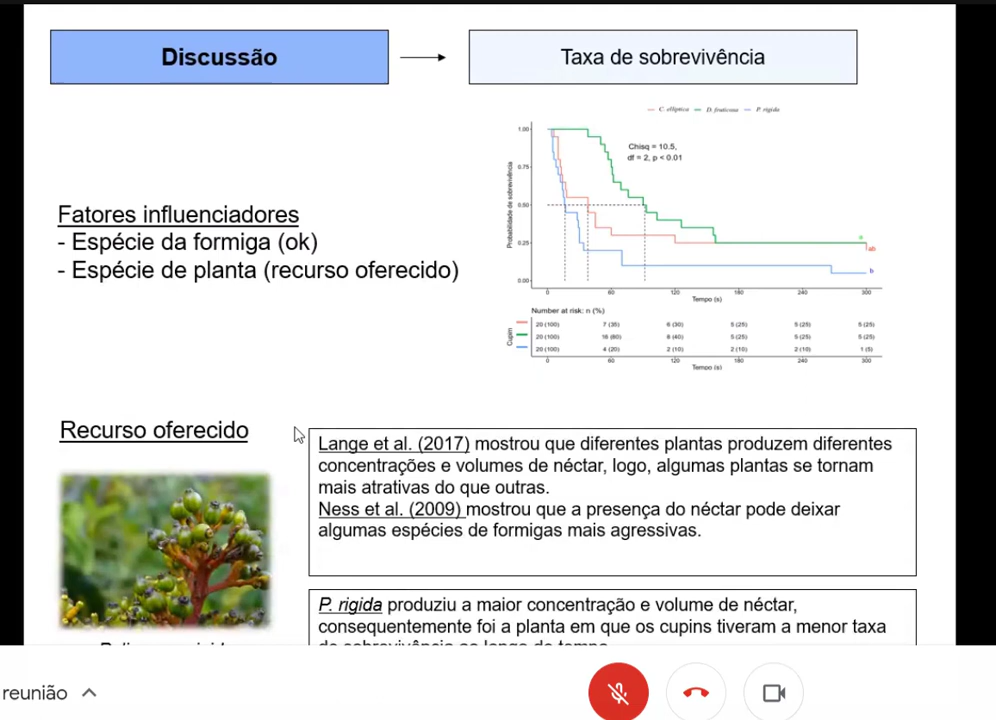 Discussão
Taxa de sobrevivência
C. elliptica D. fruticosa P. rigida
1.00
Chisq = 10.5,
df = 2, p < 0.01
0.75
Probabilidade de sobrevivência
0.50
0.25
0.00
a
ab
b
0 60 120 180 240 300
Tempo (s)
Fatores influenciadores
- Espécie da formiga (ok)
- Espécie de planta (recurso oferecido)
Number at risk: n (%)
Cupim
20 (100) 7 (35) 6 (30) 5 (25) 5 (25) 5 (25)
20 (100) 16 (80) 8 (40) 5 (25) 5 (25) 5 (25)
20 (100) 4 (20) 2 (10) 2 (10) 2 (10) 1 (5)
0 60 120 180 240 300
Tempo (s)
Recurso oferecido
Lange et al. (2017) mostrou que diferentes plantas produzem diferentes
concentrações e volumes de néctar, logo, algumas plantas se tornam
mais atrativas do que outras.
Ness et al. (2009) mostrou que a presença do néctar pode deixar
algumas espécies de formigas mais agressivas.
P. rigida produziu a maior concentração e volume de néctar,
consequentemente foi a planta em que os cupins tiveram a menor taxa
de sobrevivência ao longo do tempo
reunião